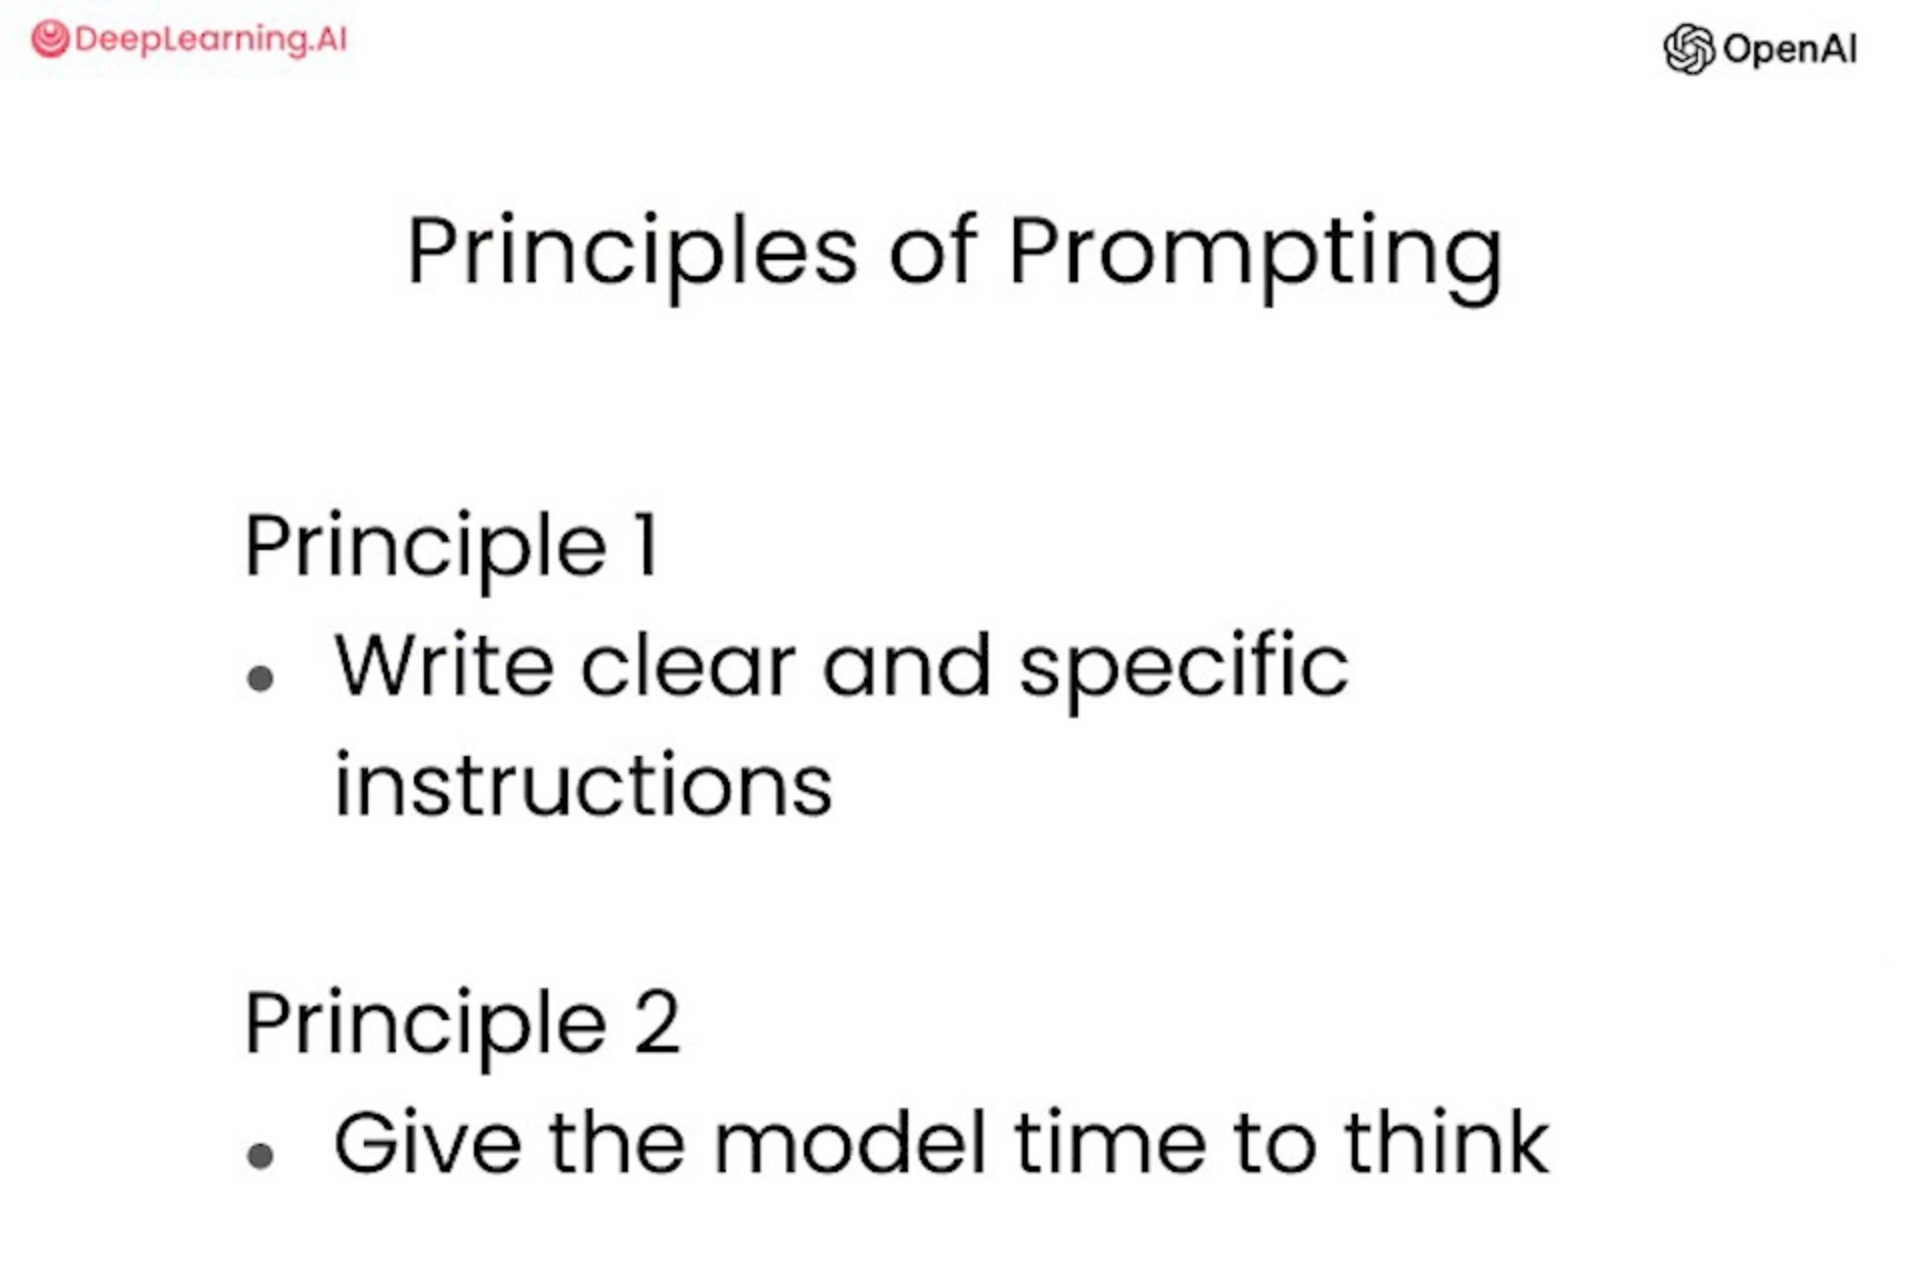 DeepLearning.AI
OpenAI
Principles of Prompting
Principle 1
• Write clear and specific
instructions
Principle 2
• Give the model time to think